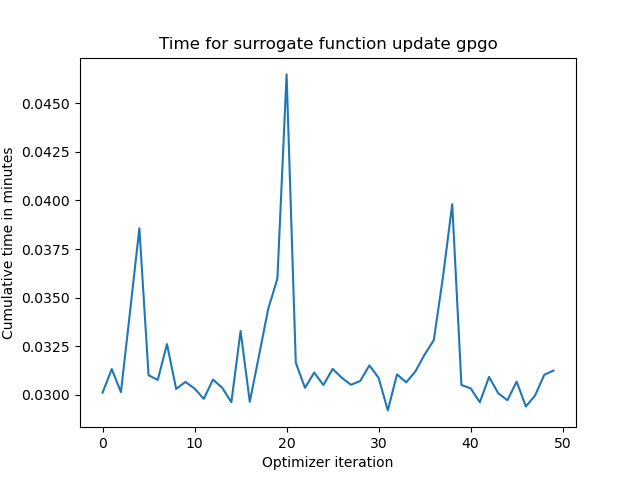 Time for surrogate function update gpgo
Cumulative time in minutes
0.0450
0.0425
0.0400
0.0375
0.0350
0.0325
0.0300
0 10 20 30 40 50
Optimizer iteration